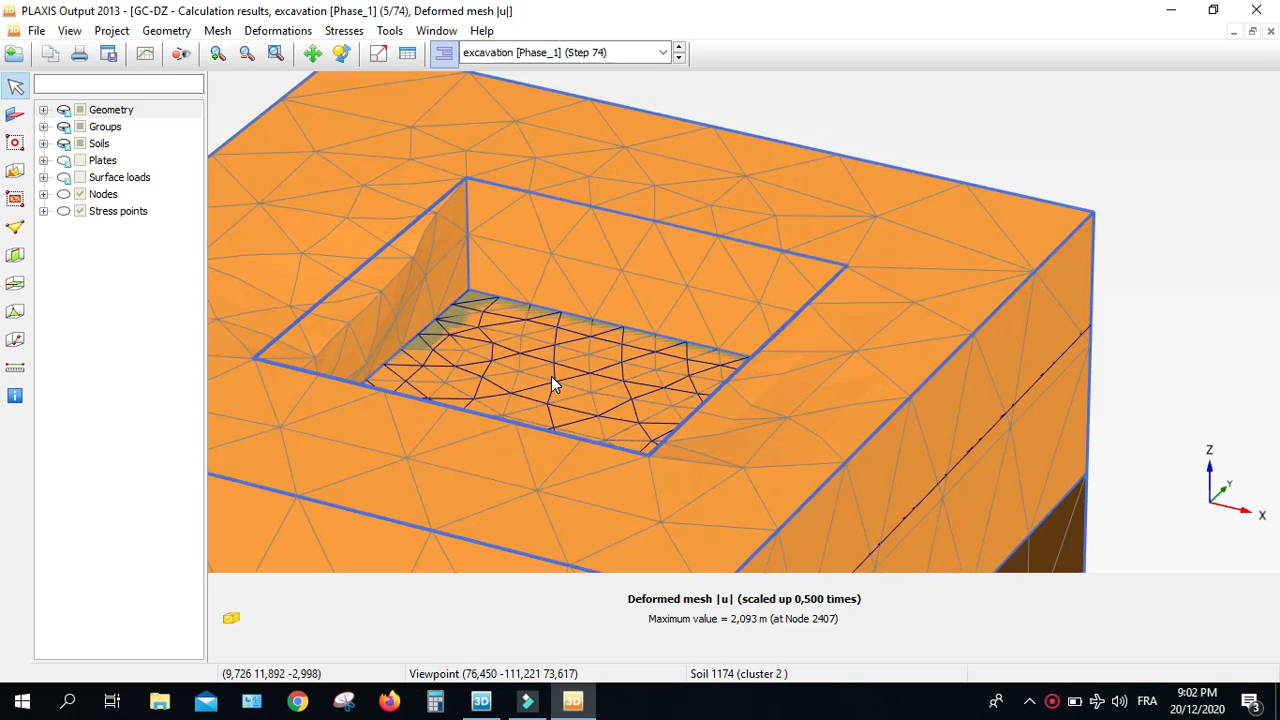 PLAXIS Output 2013 - [GC-DZ - Calculation results, excavation [Phase_1] (5/74), Deformed mesh |u|]
File View Project Geometry Mesh Deformations Stresses Tools Window Help
excavation [Phase_1] (Step 74)
Geometry
Groups
Soils
Plates
Surface loads
Nodes
Stress points
Z
Y
X
Deformed mesh |u| (scaled up 0,500 times)
Maximum value = 2,093 m (at Node 2407)
(9,726 11,892 -2,998) Viewpoint (76,450 -111,221 73,617) Soil 1174 (cluster 2 )
3D 3D FRA 9:02 PM
20/12/2020 3